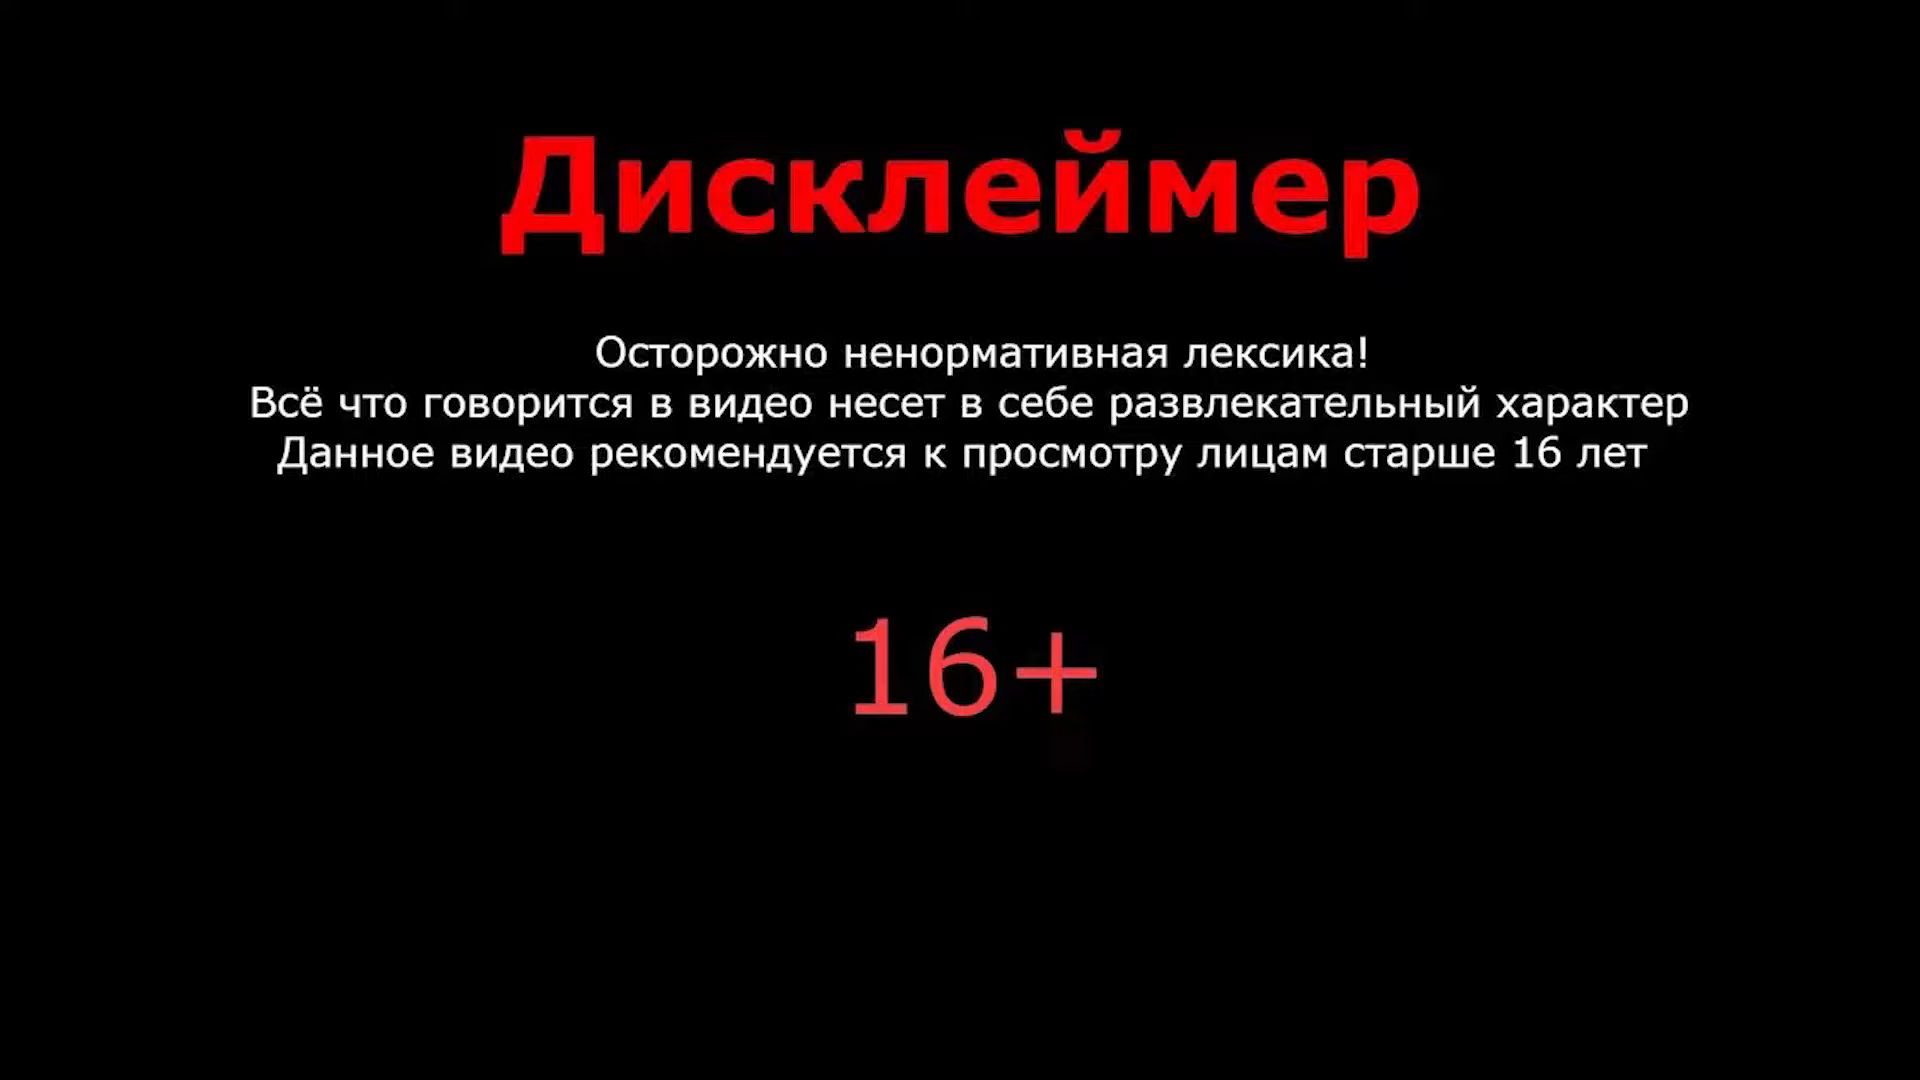 Дисклеймер
Осторожно ненормативная лексика!
Всё что говорится в видео несет в себе развлекательный характер
Данное видео рекомендуется к просмотру лицам старше 16 лет
16+